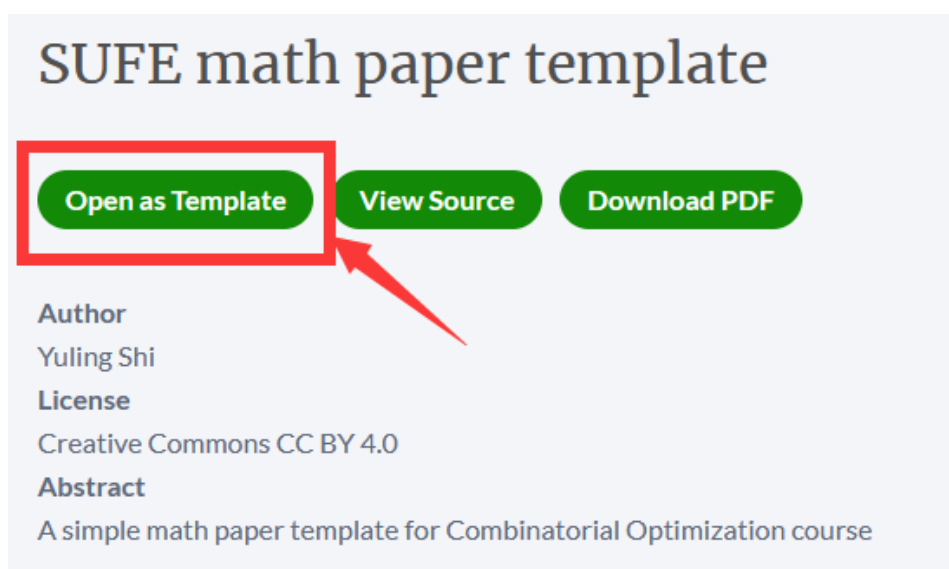 SUFE math paper template
Open as Template View Source Download PDF
Author
Yuling Shi
License
Creative Commons CC BY 4.0
Abstract
A simple math paper template for Combinatorial Optimization course